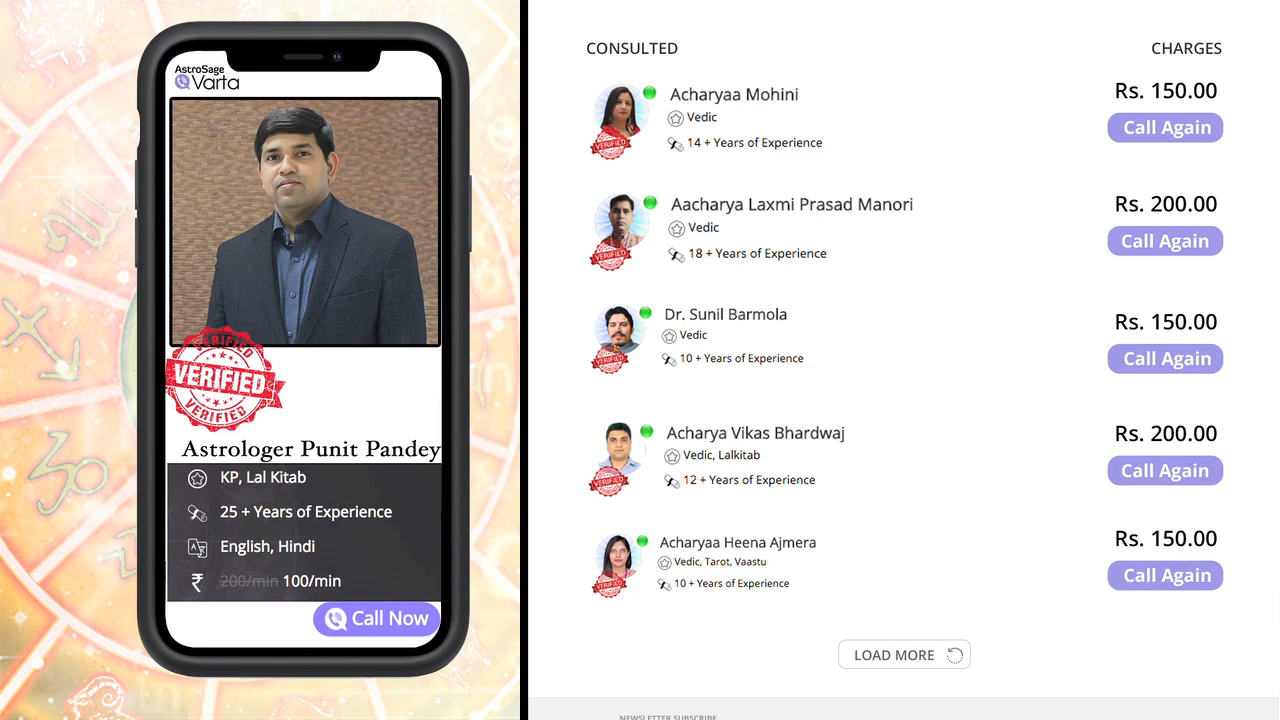 AstroSage
Varta
VERIFIED
VERIFIED
VERIFIED
Astrologer Punit Pandey
KP, Lal Kitab
25 + Years of Experience
English, Hindi
₹ 200/min 100/min
Call Now
CONSULTED CHARGES
Acharyaa Mohini
Vedic
14 + Years of Experience
VERIFIED
Rs. 150.00
Call Again
Aacharya Laxmi Prasad Manori
Vedic
18 + Years of Experience
VERIFIED
Rs. 200.00
Call Again
Dr. Sunil Barmola
Vedic
10 + Years of Experience
VERIFIED
Rs. 150.00
Call Again
Acharya Vikas Bhardwaj
Vedic, Lalkitab
12 + Years of Experience
VERIFIED
Rs. 200.00
Call Again
Acharyaa Heena Ajmera
Vedic, Tarot, Vaastu
10 + Years of Experience
VERIFIED
Rs. 150.00
Call Again
LOAD MORE
NEWSLETTER SUBSCRIBE